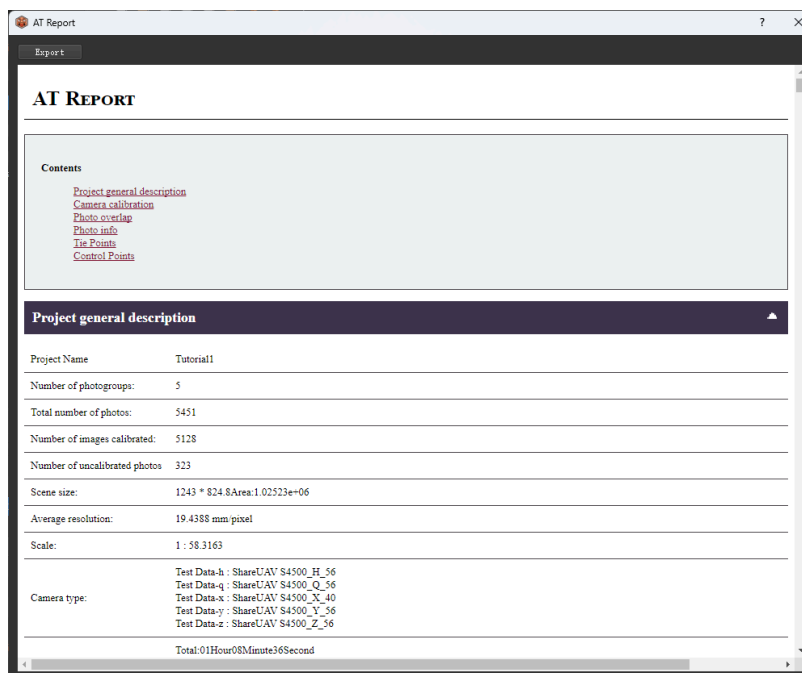 AT Report
?
Export
AT REPORT
Contents
Project general description
Camera calibration
Photo overlap
Photo info
Tie Points
Control Points
Project general description
Project Name Tutorial1
Number of photogroups: 5
Total number of photos: 5451
Number of images calibrated: 5128
Number of uncalibrated photos 323
Scene size: 1243 * 824.8Area:1.02523e+06
Average resolution: 19.4388 mm/pixel
Scale: 1 : 58.3163
Camera type:
Test Data-h : ShareUAV S4500_H_56
Test Data-q : ShareUAV S4500_Q_56
Test Data-x : ShareUAV S4500_X_40
Test Data-y : ShareUAV S4500_Y_56
Test Data-z : ShareUAV S4500_Z_56
Total:01Hour08Minute36Second